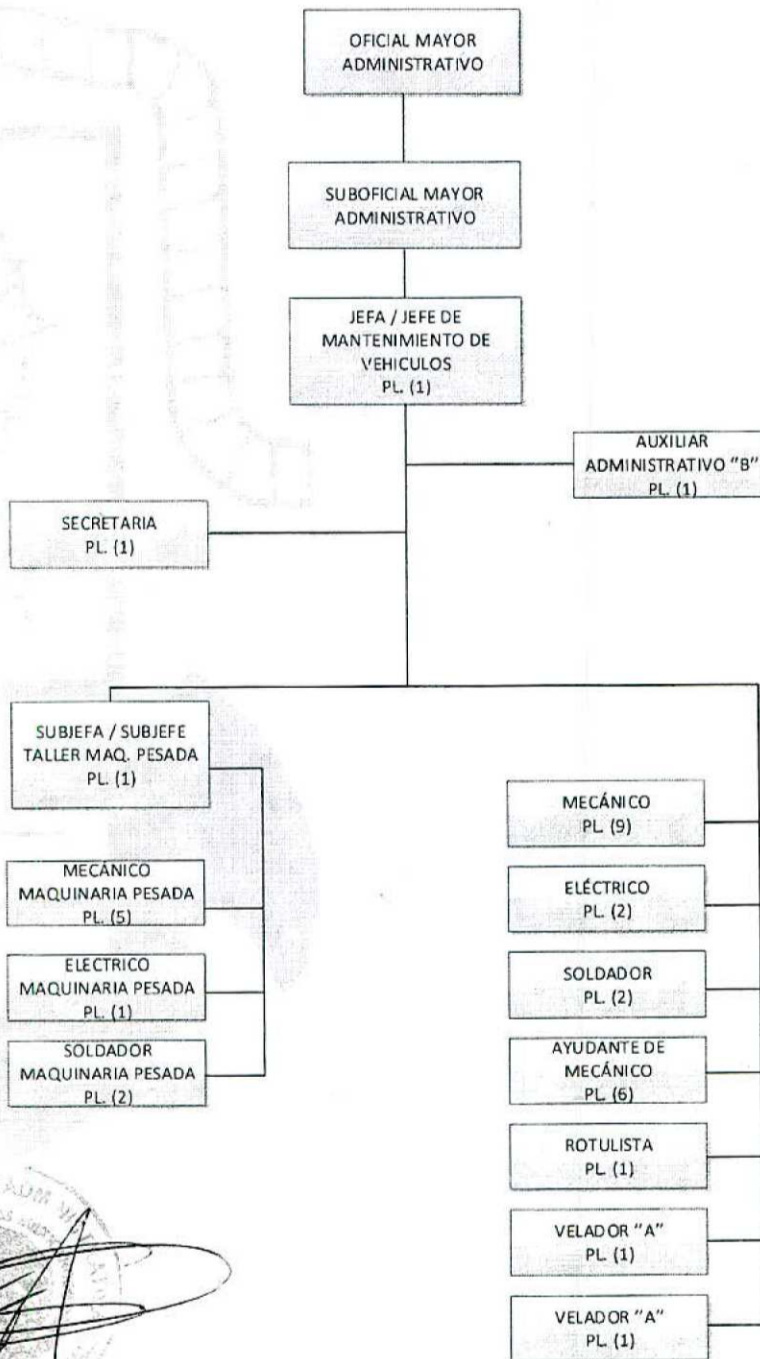 OFICIAL MAYOR
ADMINISTRATIVO
SUBOFICIAL MAYOR
ADMINISTRATIVO
JEFA / JEFE DE
MANTENIMIENTO DE
VEHICULOS
PL. (1)
AUXILIAR
ADMINISTRATIVO "B"
PL. (1)
SECRETARIA
PL. (1)
SUBJEFA / SUBJEFE
TALLER MAQ. PESADA
PL. (1)
MECÁNICO
MAQUINARIA PESADA
PL. (5)
ELECTRICO
MAQUINARIA PESADA
PL. (1)
SOLDADOR
MAQUINARIA PESADA
PL. (2)
MECÁNICO
PL. (9)
ELÉCTRICO
PL. (2)
SOLDADOR
PL. (2)
AYUDANTE DE
MECÁNICO
PL. (6)
ROTULISTA
PL. (1)
VELADOR "A"
PL. (1)
VELADOR "A"
PL. (1)